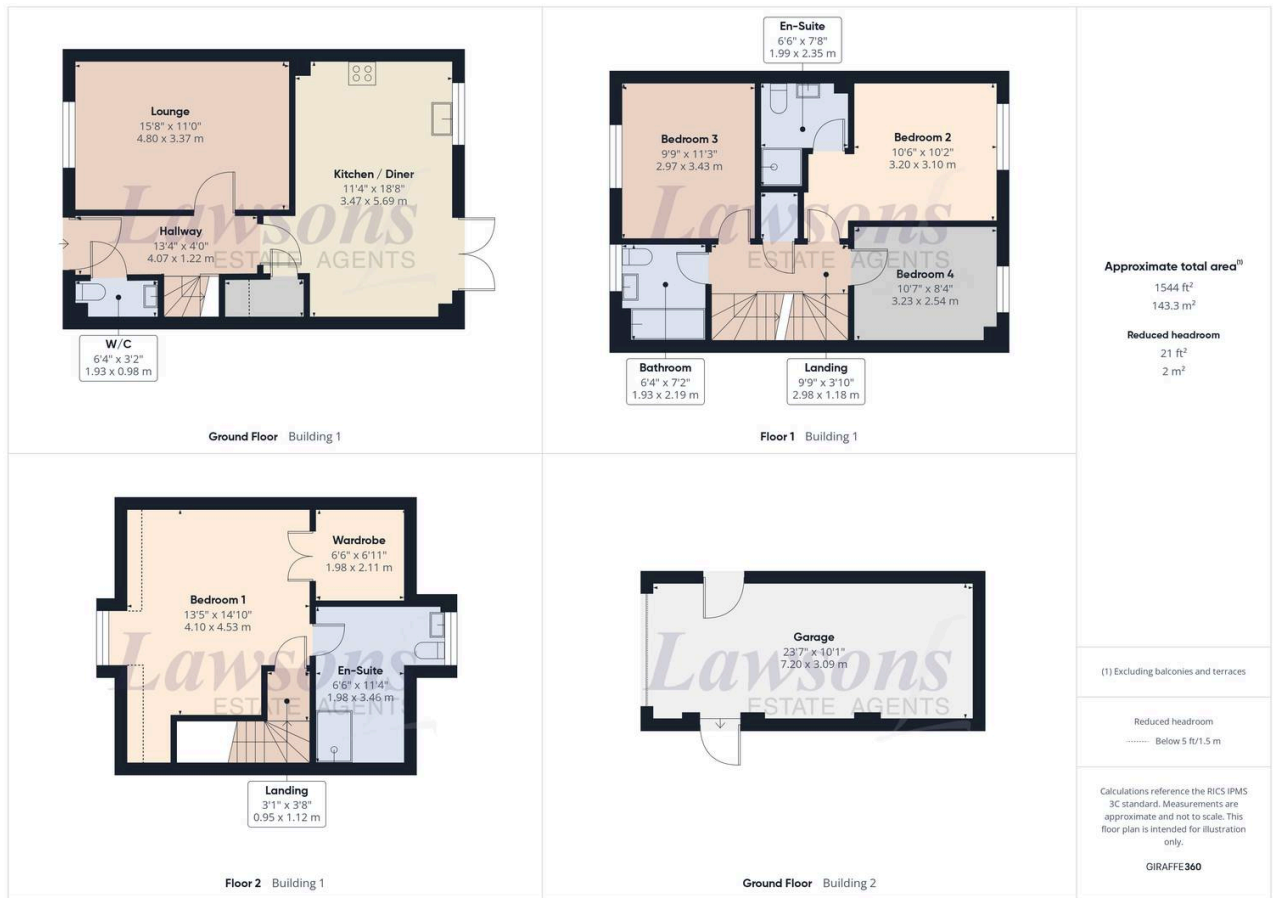 Lounge
15'8" x 11'0"
4.80 x 3.37 m
Kitchen / Diner
11'4" x 18'8"
3.47 x 5.69 m
Hallway
13'4" x 4'0"
4.07 x 1.22 m
W/C
6'4" x 3'2"
1.93 x 0.98 m
Lawsons
ESTATE AGENTS
Ground Floor Building 1
En-Suite
6'6" x 7'8"
1.99 x 2.35 m
Bedroom 3
9'9" x 11'3"
2.97 x 3.43 m
Bedroom 2
10'6" x 10'2"
3.20 x 3.10 m
Bedroom 4
10'7" x 8'4"
3.23 x 2.54 m
Bathroom
6'4" x 7'2"
1.93 x 2.19 m
Landing
9'9" x 3'10"
2.98 x 1.18 m
Lawsons
ESTATE AGENTS
Floor 1 Building 1
Wardrobe
6'6" x 6'11"
1.98 x 2.11 m
Bedroom 1
13'5" x 14'10"
4.10 x 4.53 m
En-Suite
6'6" x 11'4"
1.98 x 3.46 m
Landing
3'1" x 3'8"
0.95 x 1.12 m
Lawsons
ESTATE AGENTS
Floor 2 Building 1
Garage
23'7" x 10'1"
7.20 x 3.09 m
Lawsons
ESTATE AGENTS
Ground Floor Building 2
Approximate total area(1)
1544 ft²
143.3 m²
Reduced headroom
21 ft²
2 m²
(1) Excluding balconies and terraces
Reduced headroom
Below 5 ft/1.5 m
Calculations reference the RICS IPMS
3C standard. Measurements are
approximate and not to scale. This
floor plan is intended for illustration
only.
GIRAFFE360